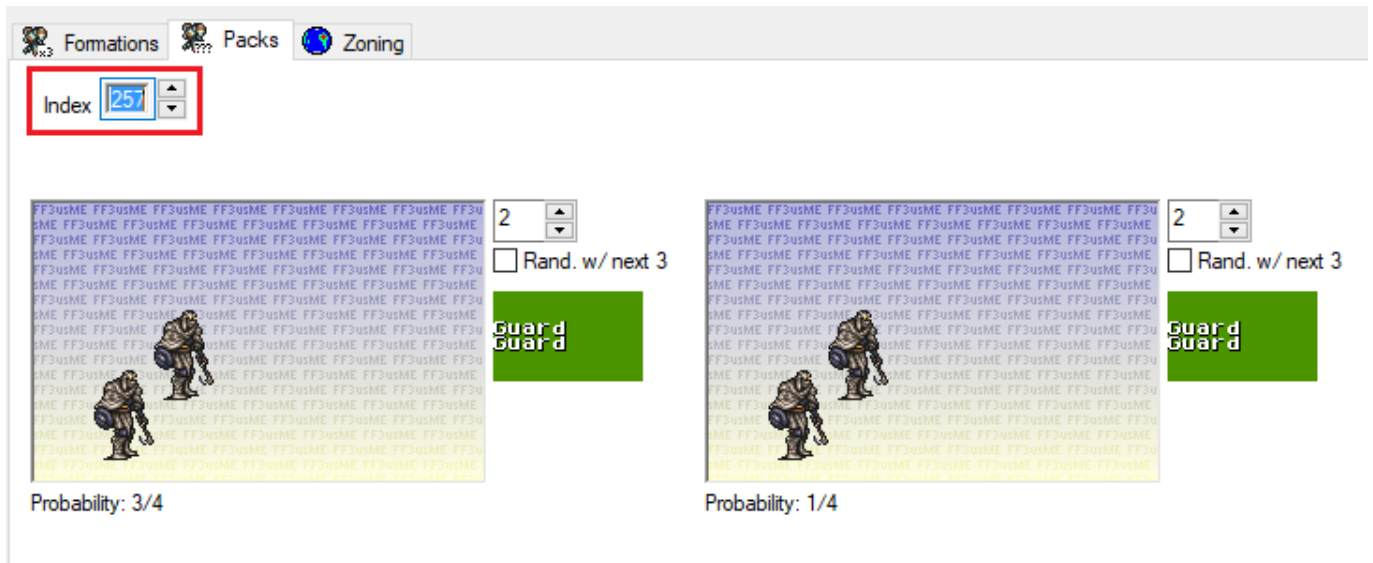 Formations Packs Zoning
Index 257
2
Rand. w/ next 3
Guard
Guard
Probability: 3/4
2
Rand. w/ next 3
Guard
Guard
Probability: 1/4